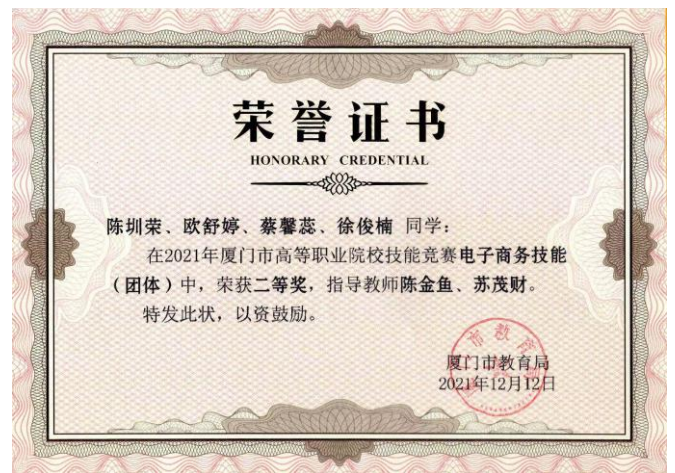 荣誉证书
HONORARY CREDENTIAL
陈圳荣、欧舒婷、蔡馨蕊、徐俊楠 同学：
在2021年厦门市高等职业院校技能竞赛电子商务技能
（团体）中，荣获二等奖，指导教师陈金鱼、苏茂财。
特发此状，以资鼓励。
市教育
厦门市教育局
2021年12月12日